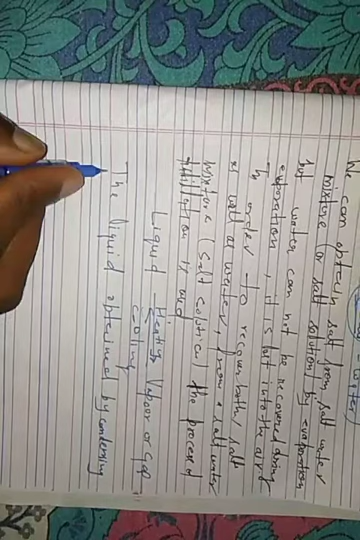 water)
We can obtain salt from salt water
mixture (or salt solution) by evaporation
but water can not be recovered during
evaporation, it is lost into the air
In order to recover both salt
as well as water, from a salt water
mixture (salt solution) the process
distillation is used
Liquid Heating Vapour or gas
Cooling
The liquid obtained by condensing